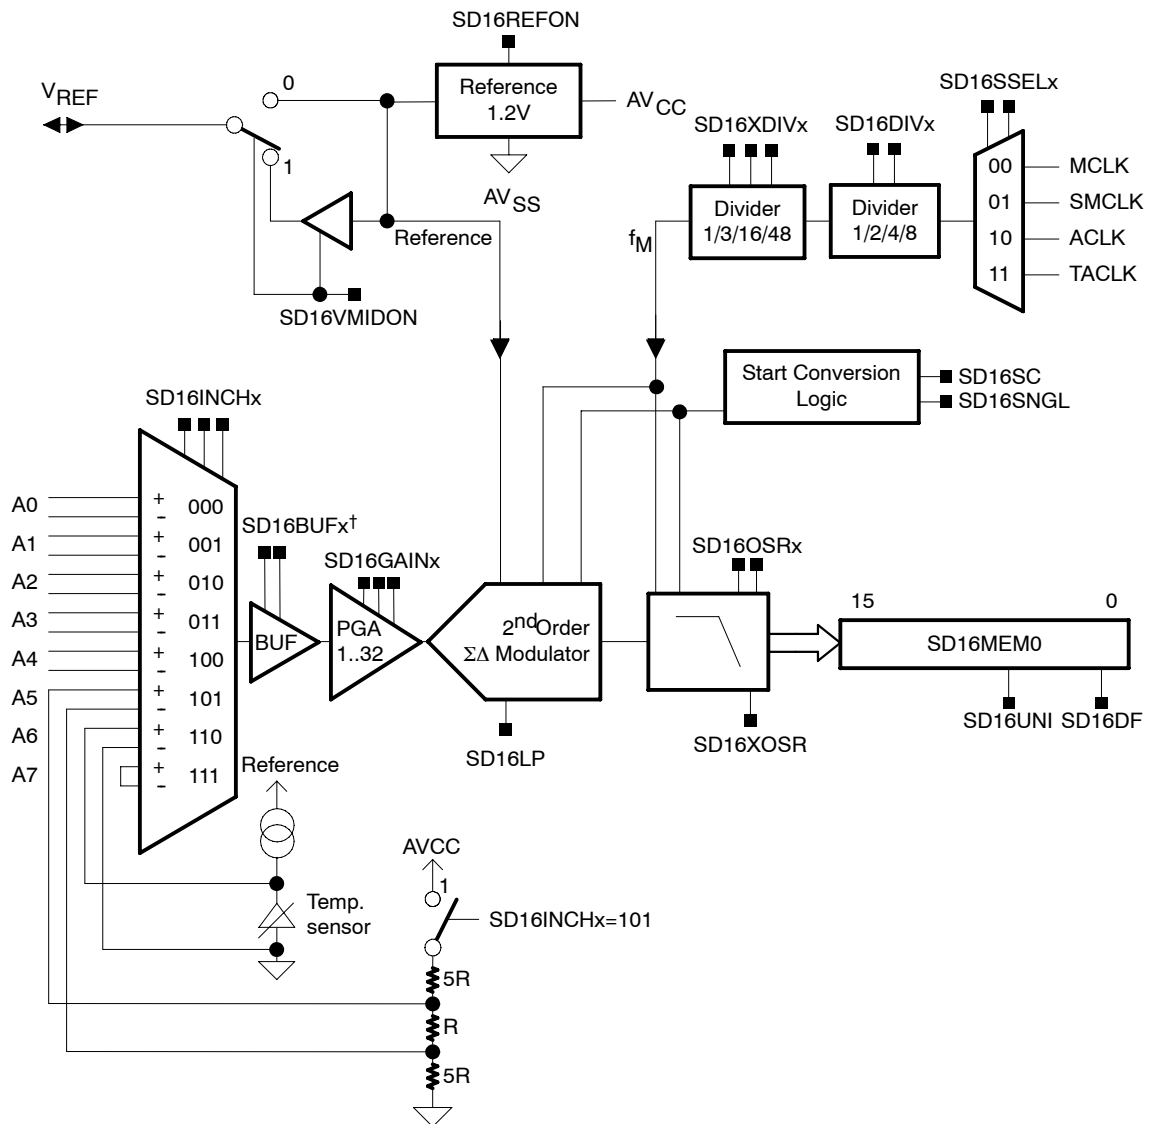 SD16REFON
VREF
0
Reference
1.2V
AVCC
SD16SSELx
SD16XDIVx
SD16DIVx
1
AVSS
Reference
fM
Divider
1/3/16/48
Divider
1/2/4/8
00
MCLK
01
SMCLK
10
ACLK
11
TACLK
SD16VMIDON
Start Conversion
Logic
SD16SC
SD16SNGL
SD16INCHx
A0
+
-
000
A1
+
-
001
A2
+
-
010
A3
+
-
011
A4
+
-
100
A5
+
-
101
A6
+
-
110
A7
+
-
111
SD16BUFx†
BUF
SD16GAINx
PGA
1..32
2nd Order
ΣΔ Modulator
SD16LP
SD16OSRx
SD16XOSR
15
0
SD16MEM0
SD16UNI
SD16DF
Reference
Temp.
sensor
AVCC
1
SD16INCHx=101
5R
R
5R